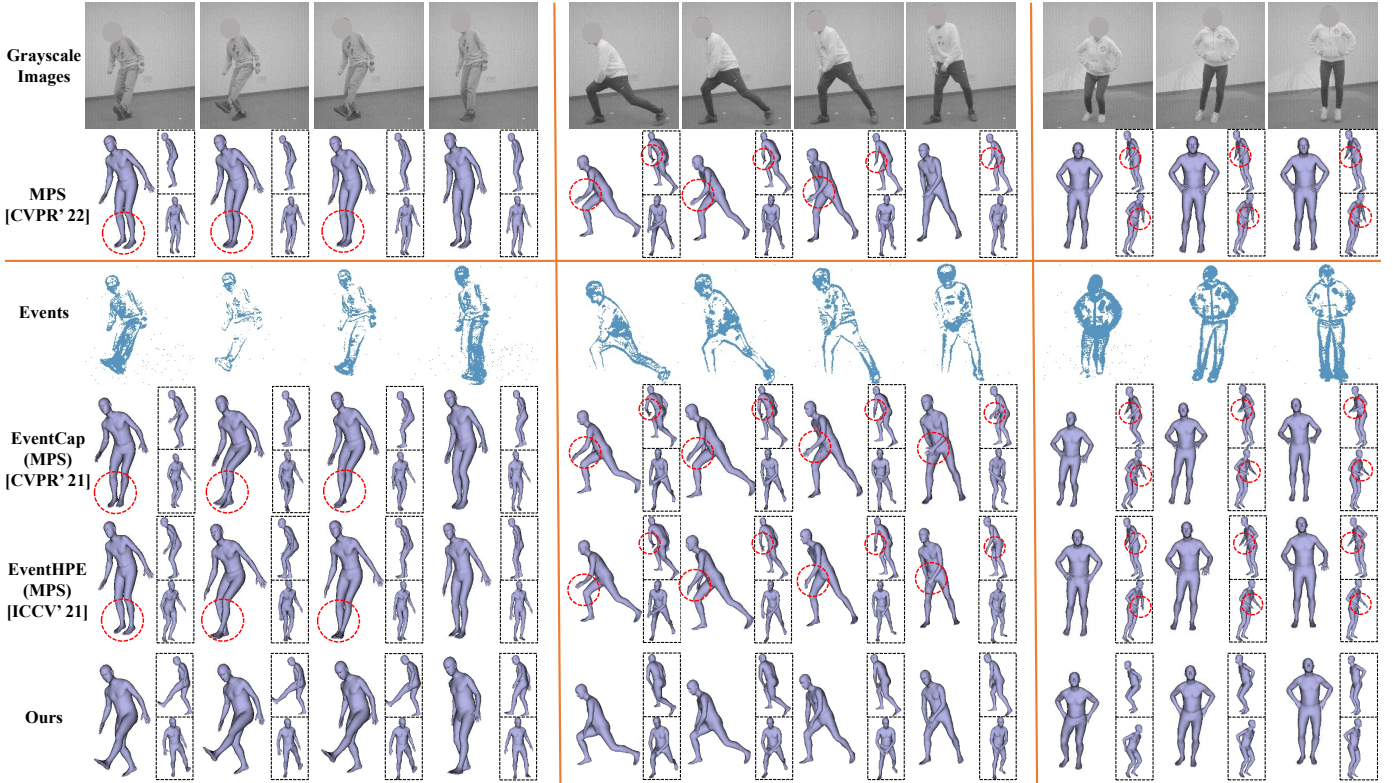 Grayscale
Images
MPS
[CVPR' 22]
Events
EventCap
(MPS)
[CVPR' 21]
EventHPE
(MPS)
[ICCV' 21]
Ours